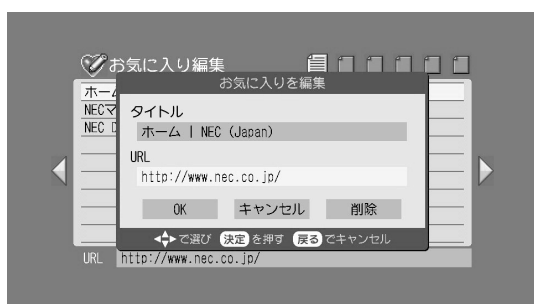 お気に入り編集
お気に入りを編集
ホーム
NECマ
NEC D
タイトル
ホーム | NEC (Japan)
URL
http://www.nec.co.jp/
OK キャンセル 削除
で選び 決定 を押す 戻る でキャンセル
URL http://www.nec.co.jp/